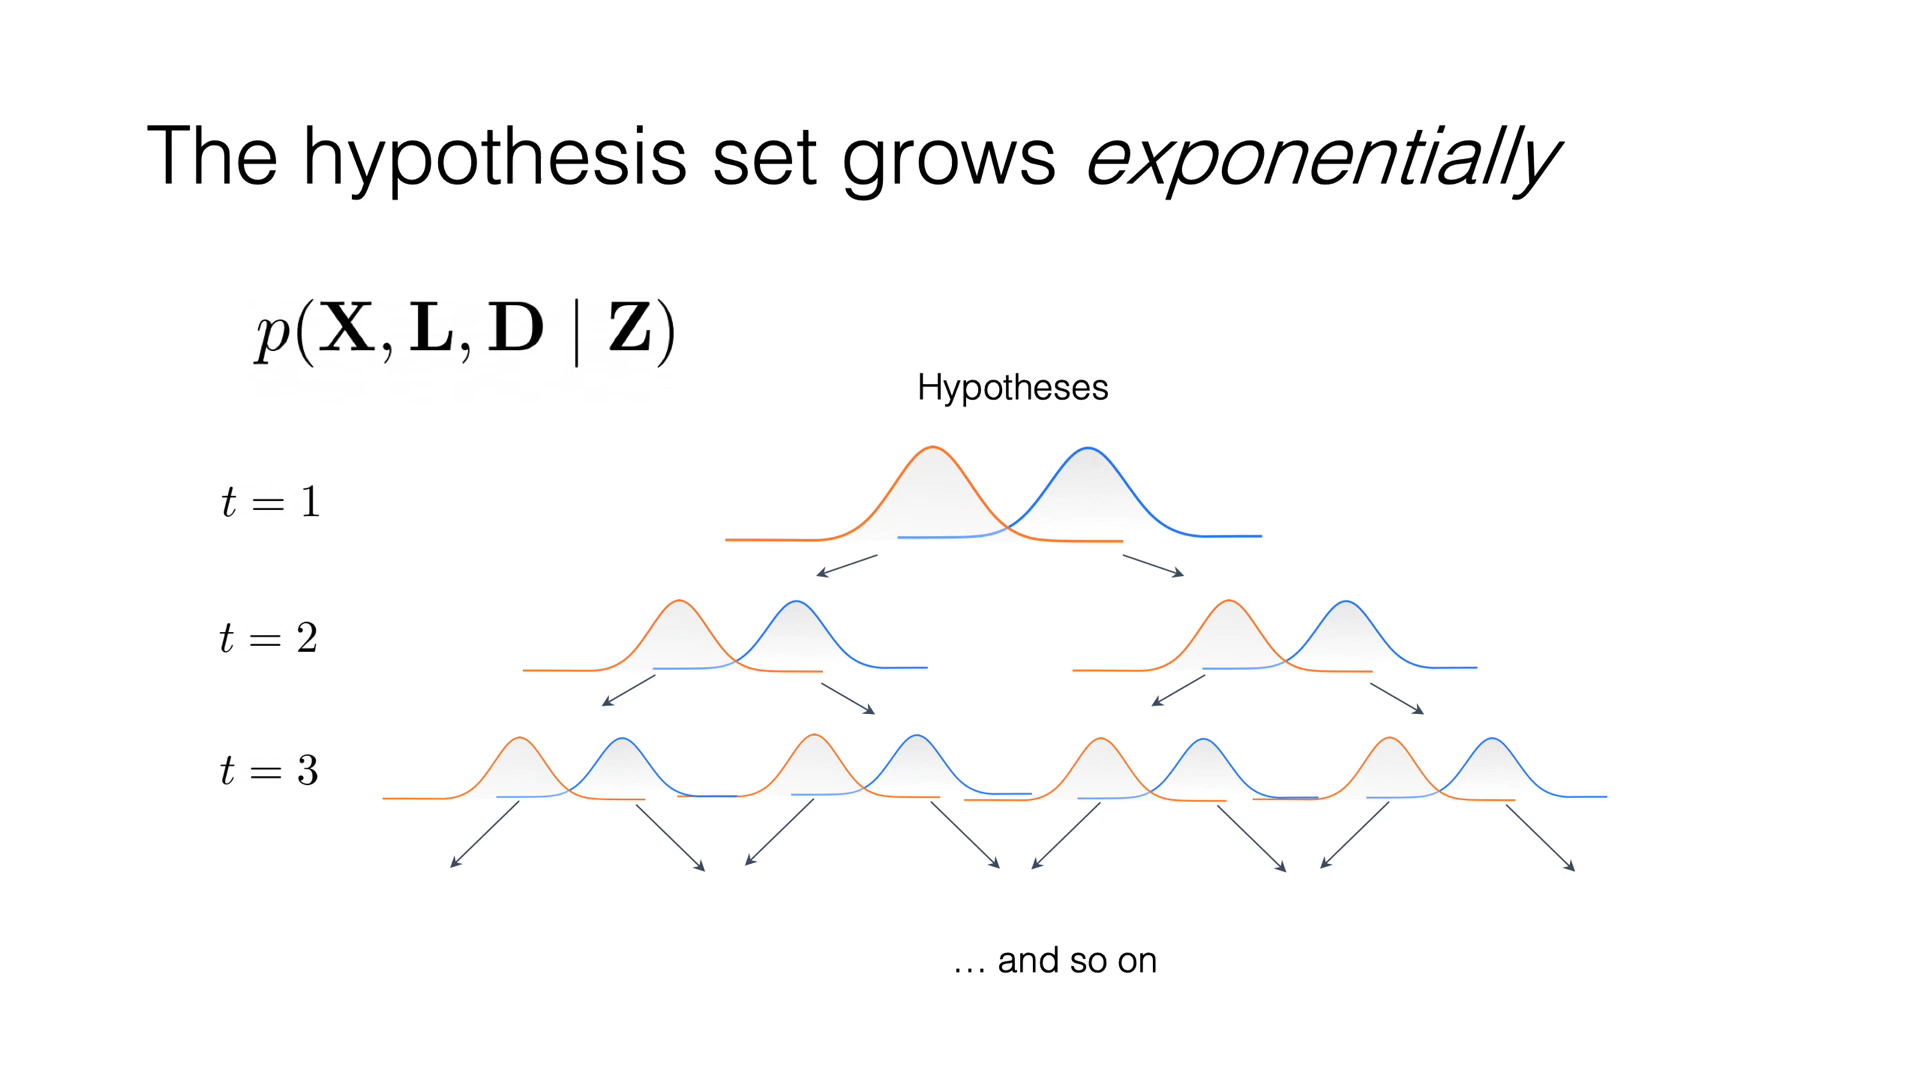 The hypothesis set grows exponentially
p(X, L, D | Z)
Hypotheses
t = 1
t = 2
t = 3
… and so on